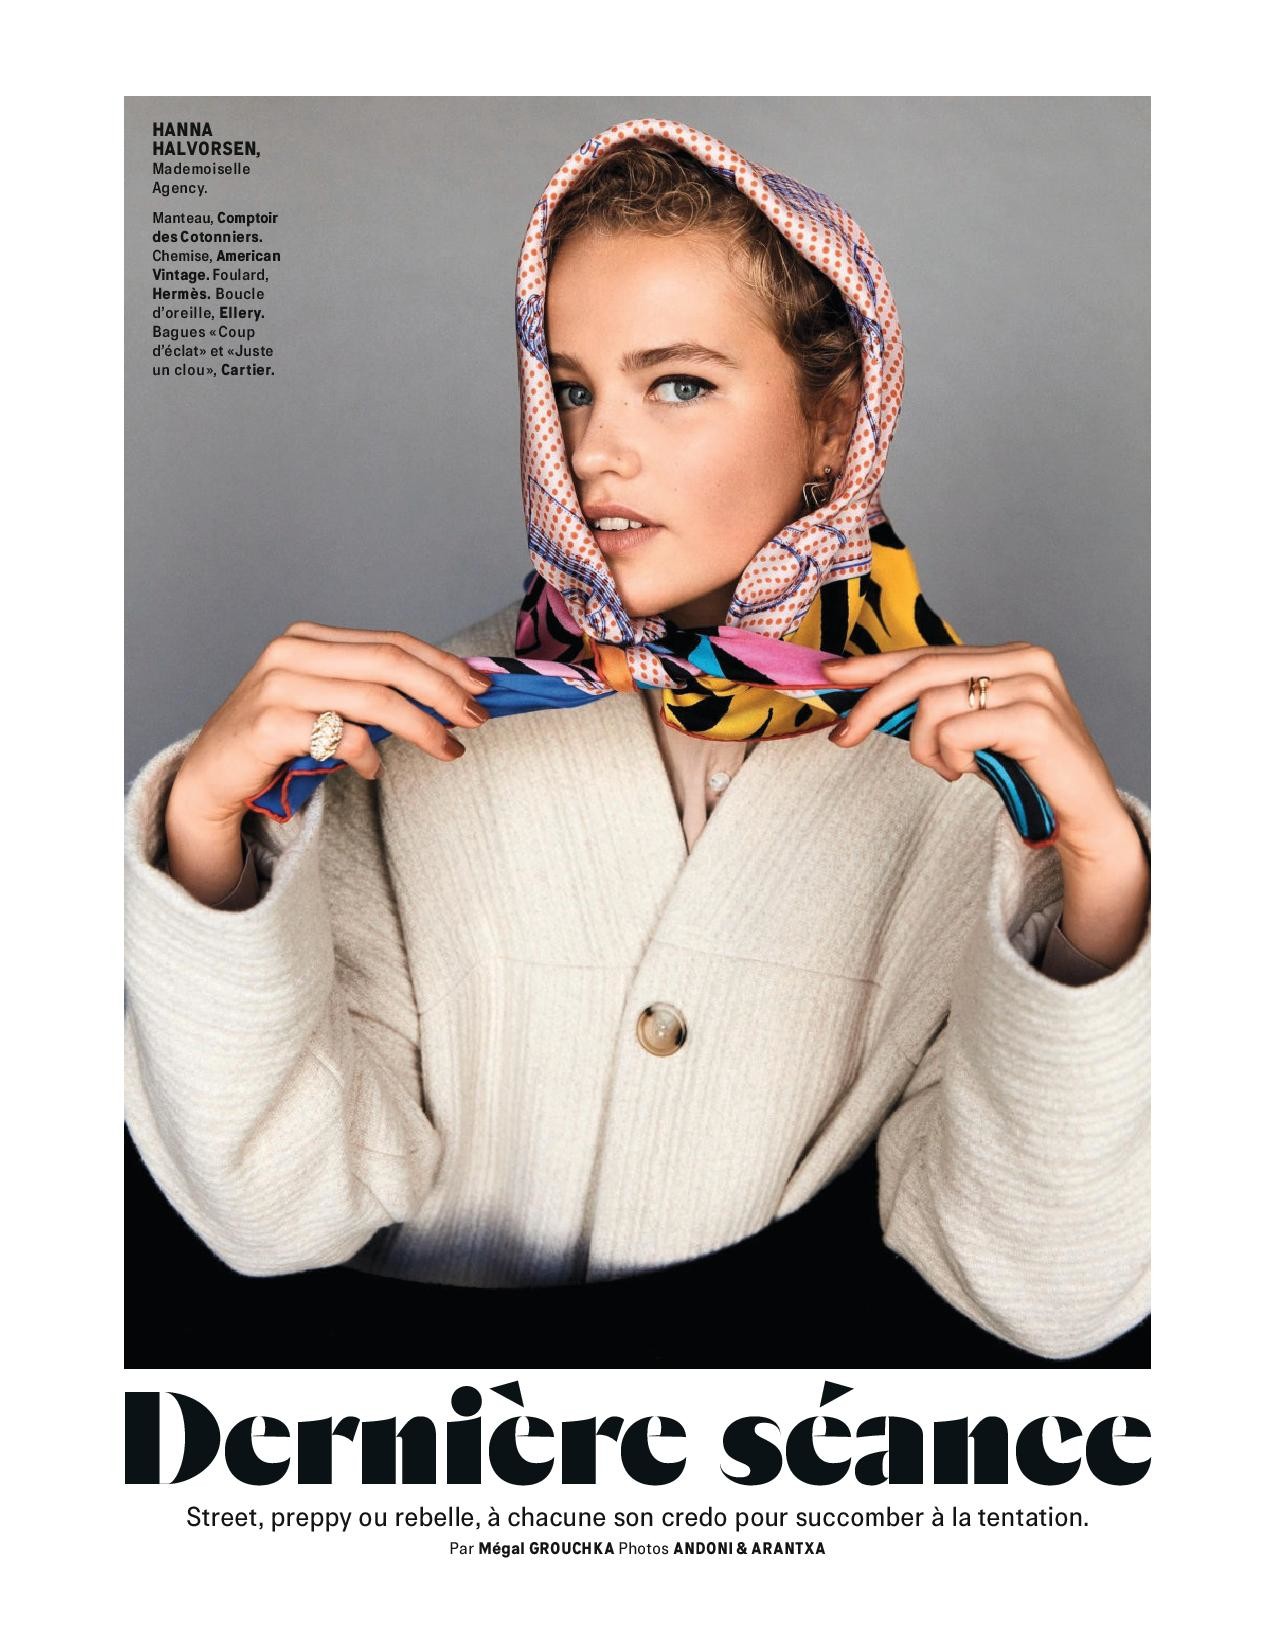 HANNA
HALVORSEN,
Mademoiselle
Agency.
Manteau, Comptoir
des Cotonniers.
Chemise, American
Vintage. Foulard,
Hermès. Boucle
d'oreille, Ellery.
Bagues «Coup
d'éclat» et «Juste
un clou», Cartier.
Dernière séance
Street, preppy ou rebelle, à chacune son credo pour succomber à la tentation.
Par Mégal GROUCHKA Photos ANDONI & ARANTXA